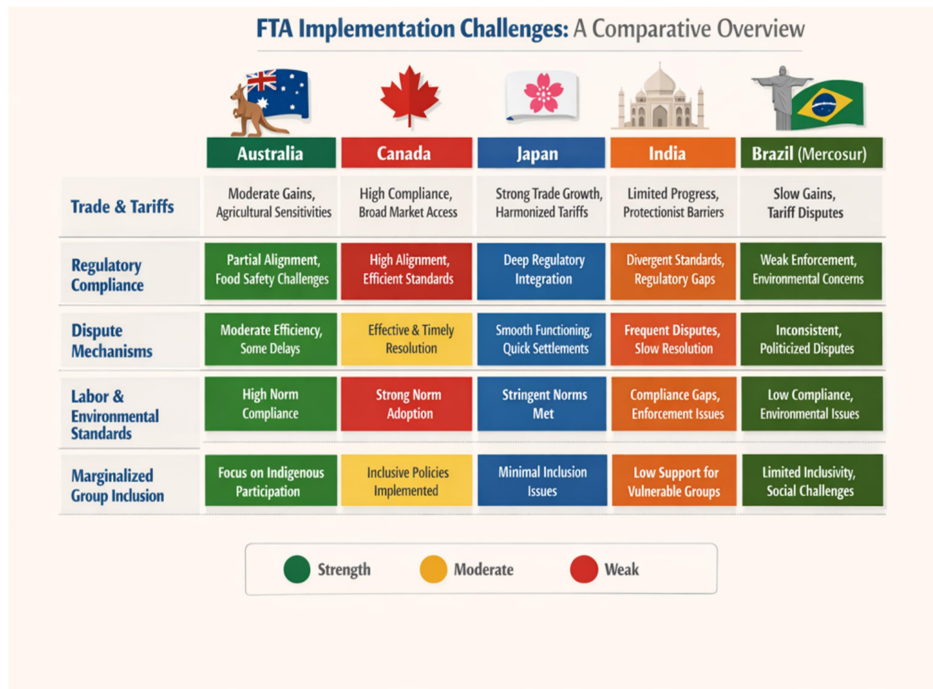 FTA Implementation Challenges: A Comparative Overview
Australia
Canada
Japan
India
Brazil (Mercosur)
Trade & Tariffs
Moderate Gains,
Agricultural Sensitivities
High Compliance,
Broad Market Access
Strong Trade Growth,
Harmonized Tariffs
Limited Progress,
Protectionist Barriers
Slow Gains,
Tariff Disputes
Regulatory
Compliance
Partial Alignment,
Food Safety Challenges
High Alignment,
Efficient Standards
Deep Regulatory
Integration
Divergent Standards,
Regulatory Gaps
Weak Enforcement,
Environmental Concerns
Dispute
Mechanisms
Moderate Efficiency,
Some Delays
Effective & Timely
Resolution
Smooth Functioning,
Quick Settlements
Frequent Disputes,
Slow Resolution
Inconsistent,
Politicized Disputes
Labor &
Environmental
Standards
High Norm
Compliance
Strong Norm
Adoption
Stringent Norms
Met
Compliance Gaps,
Enforcement Issues
Low Compliance,
Environmental Issues
Marginalized
Group Inclusion
Focus on Indigenous
Participation
Inclusive Policies
Implemented
Minimal Inclusion
Issues
Low Support for
Vulnerable Groups
Limited Inclusivity,
Social Challenges
Strength
Moderate
Weak